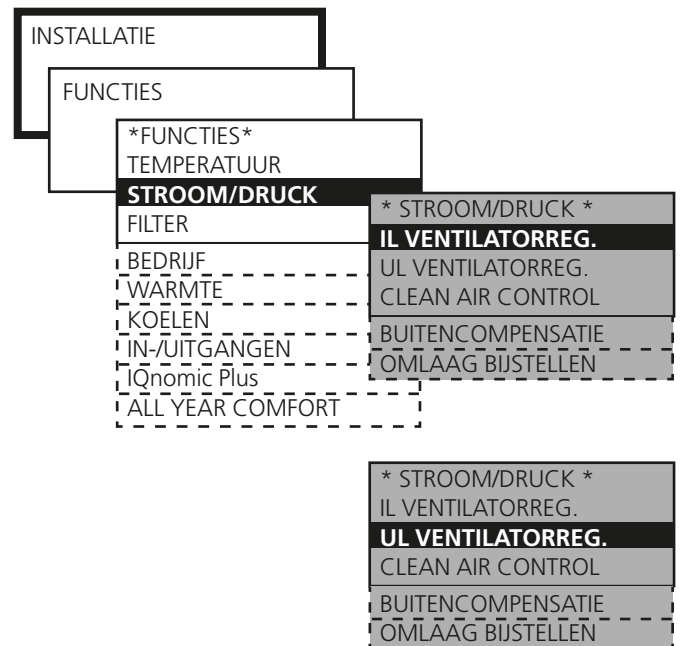 INSTALLATIE
FUNCTIES
*FUNCTIES*
TEMPERATUUR
STROOM/DRUCK
FILTER
BEDRIJF
WARMTE
KOELEN
IN-/UITGANGEN
IQnomic Plus
ALL YEAR COMFORT
* STROOM/DRUCK *
IL VENTILATORREG.
UL VENTILATORREG.
CLEAN AIR CONTROL
BUITENCOMPENSATIE
OMLAAG BIJSTELLEN
* STROOM/DRUCK *
IL VENTILATORREG.
UL VENTILATORREG.
CLEAN AIR CONTROL
BUITENCOMPENSATIE
OMLAAG BIJSTELLEN